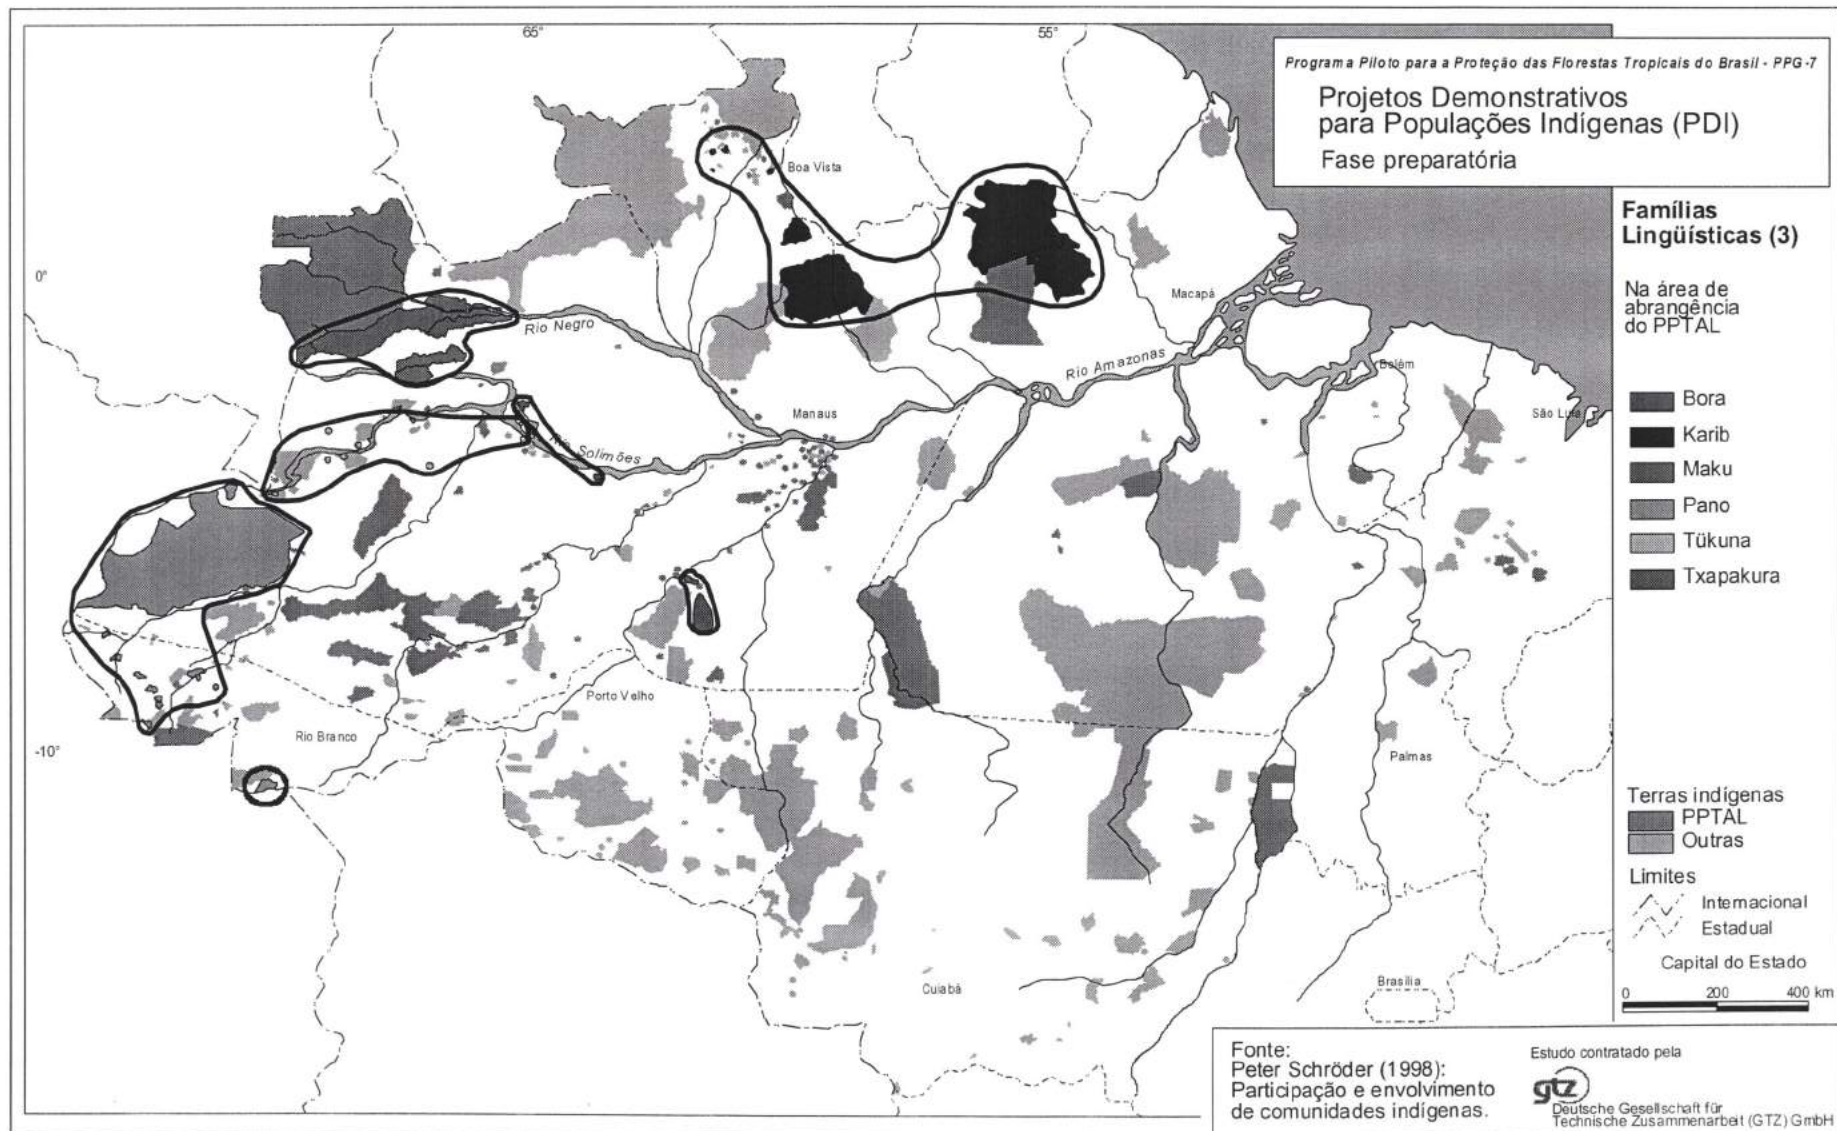 65°
55°
Programa Piloto para a Proteção das Florestas Tropicais do Brasil - PPG-7
Projetos Demonstrativos
para Populações Indígenas (PDI)
Fase preparatória
Boa Vista
0°
Macapá
Rio Negro
Rio Amazonas
Belém
São Luis
Manaus
Rio Solimões
Porto Velho
Rio Branco
-10°
Palmas
Cuiabá
Brasília
Famílias
Lingüísticas (3)
Na área de
abrangência
do PPTAL
Bora
Karib
Maku
Pano
Tükuna
Txapakura
Terras indígenas
PPTAL
Outras
Limites
Internacional
Estadual
Capital do Estado
0 200 400 km
Fonte:
Peter Schröder (1998):
Participação e envolvimento
de comunidades indígenas.
Estudo contratado pela
gtz
Deutsche Gesellschaft für
Technische Zusammenarbeit (GTZ) GmbH